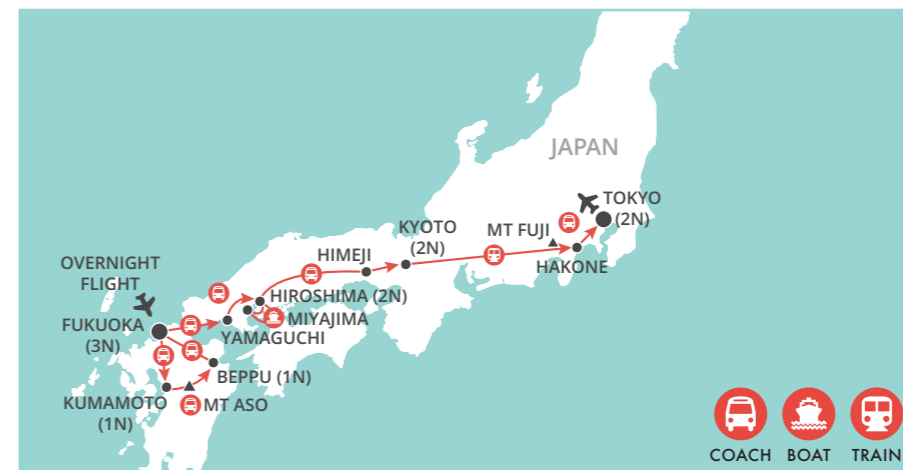 JAPAN
TOKYO
(2N)
KYOTO
(2N)
MT FUJI
HAKONE
HIMEJI
OVERNIGHT
FLIGHT
HIROSHIMA (2N)
MIYAJIMA
FUKUOKA
(3N)
YAMAGUCHI
BEPPU (1N)
KUMAMOTO
(1N)
MT ASO
COACH BOAT TRAIN